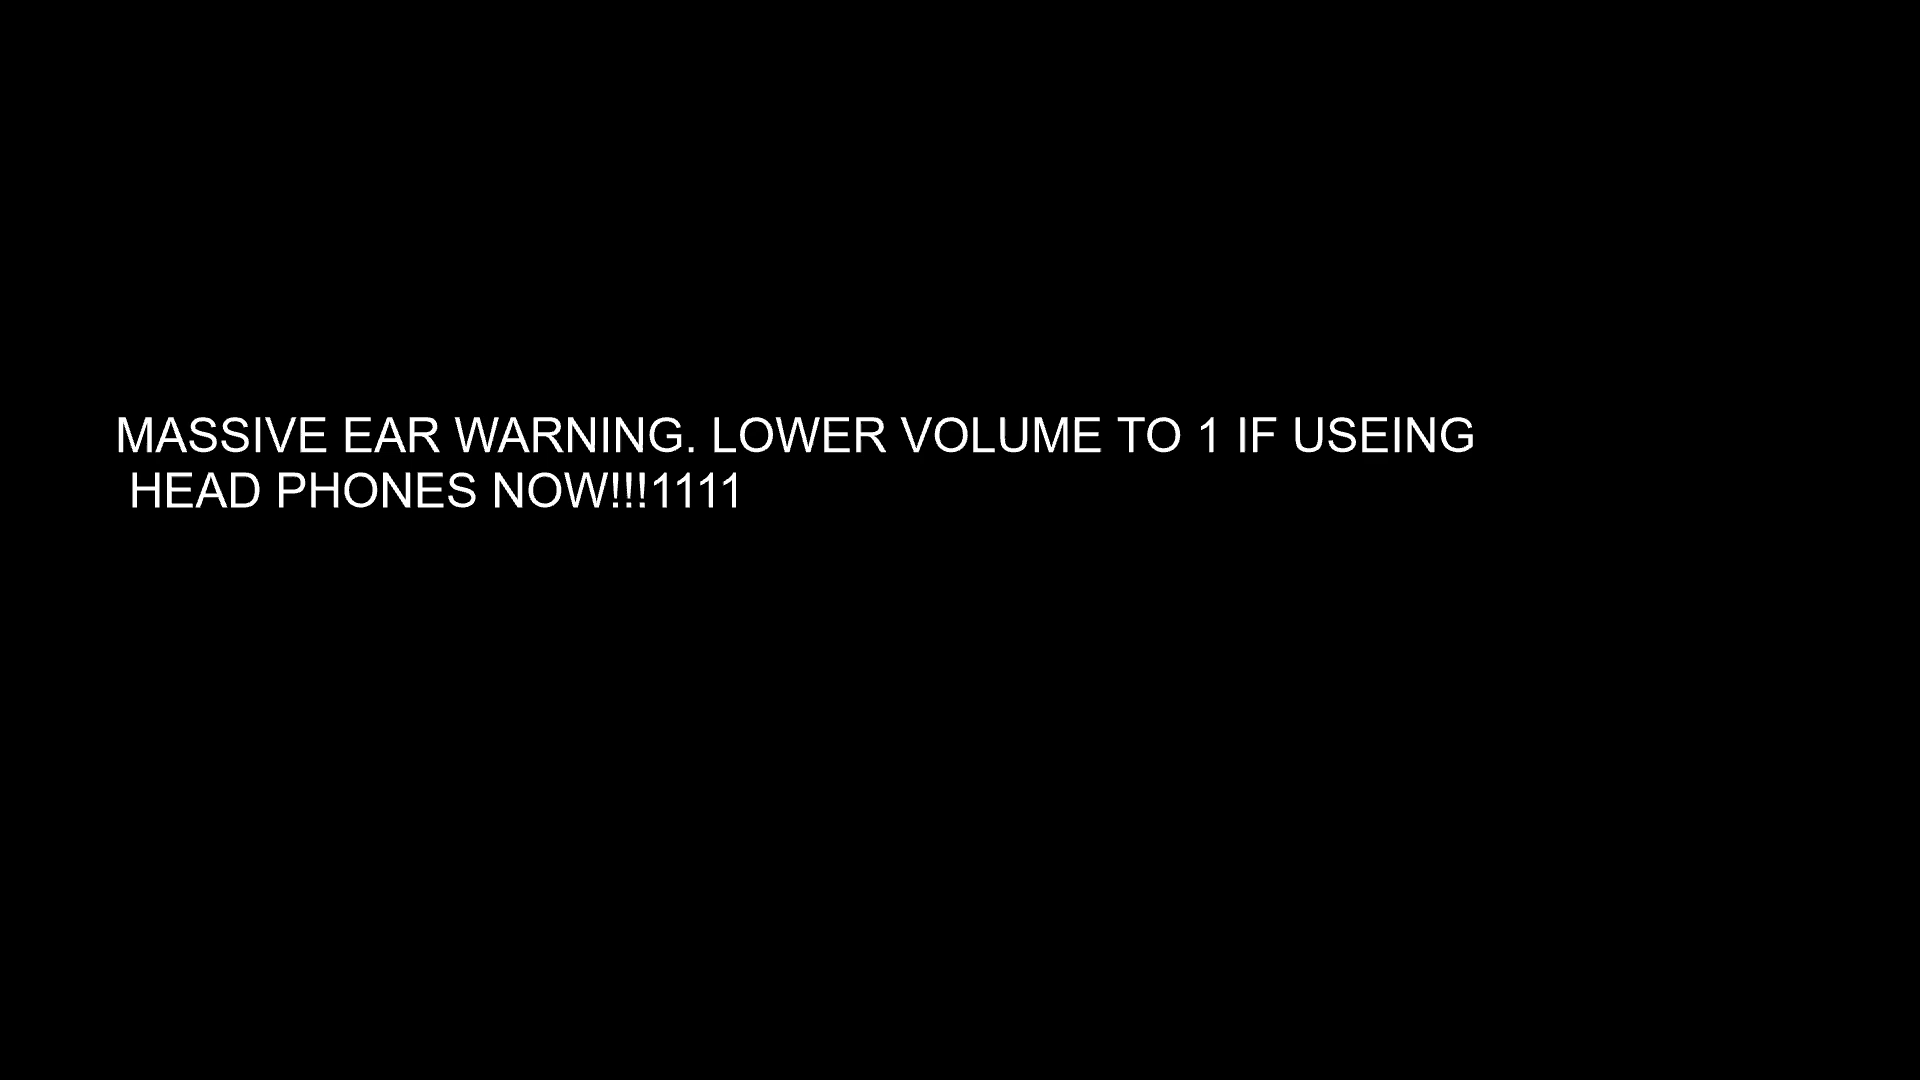 MASSIVE EAR WARNING. LOWER VOLUME TO 1 IF USEING
HEAD PHONES NOW!!!1111